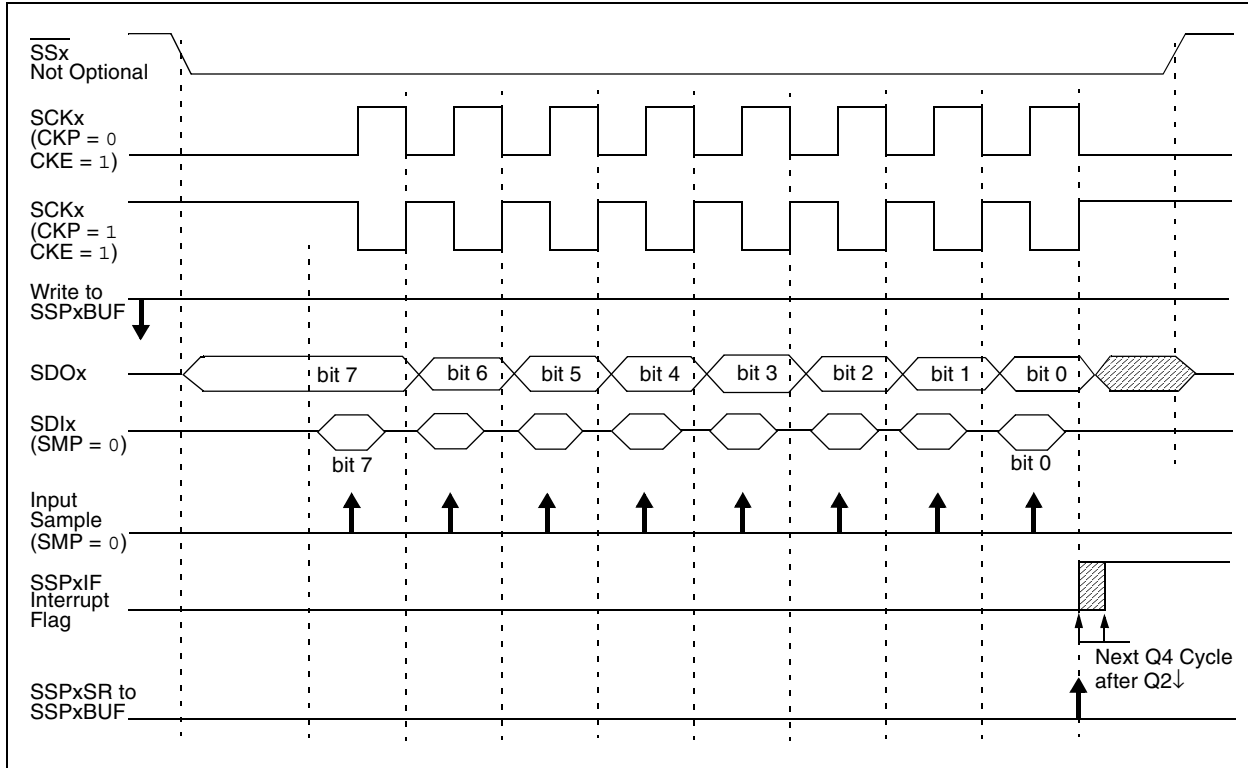 SSx
Not Optional
SCKx
(CKP = 0
CKE = 1)
SCKx
(CKP = 1
CKE = 1)
Write to
SSPxBUF
SDOx
bit 7
bit 6
bit 5
bit 4
bit 3
bit 2
bit 1
bit 0
SDIx
(SMP = 0)
bit 7
bit 0
Input
Sample
(SMP = 0)
SSPxIF
Interrupt
Flag
Next Q4 Cycle
after Q2↓
SSPxSR to
SSPxBUF